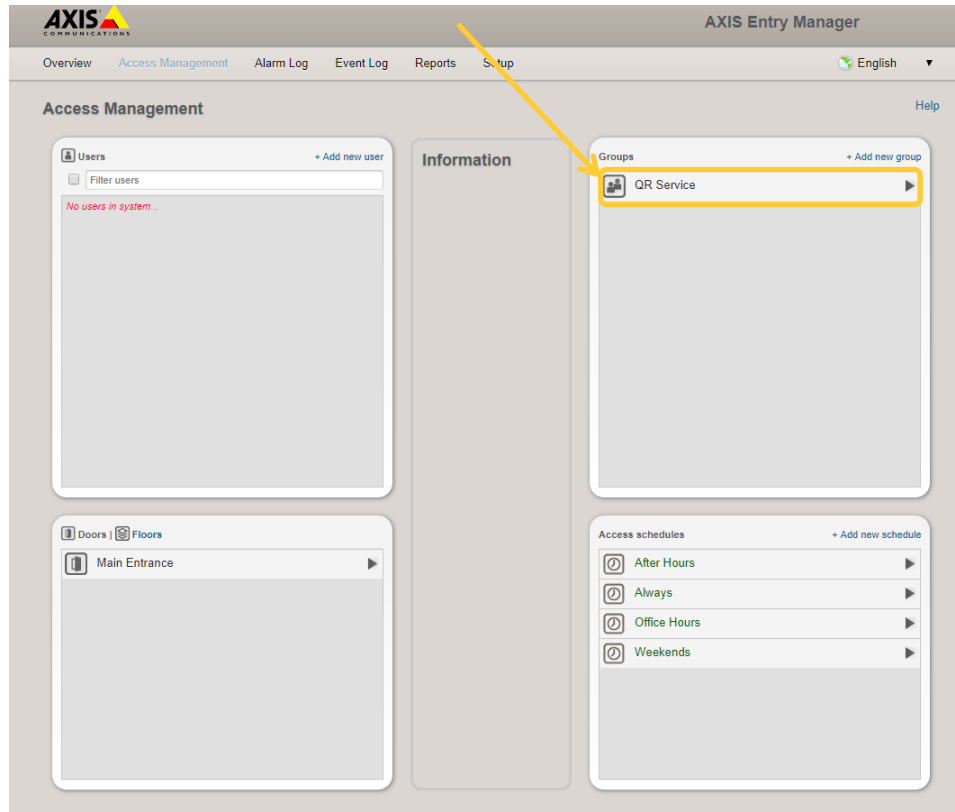 AXIS
COMMUNICATIONS
AXIS Entry Manager
Overview Access Management Alarm Log Event Log Reports Setup English
Access Management
Help
Users + Add new user
Filter users
No users in system...
Information
Groups + Add new group
QR Service
Doors | Floors
Main Entrance
Access schedules + Add new schedule
After Hours
Always
Office Hours
Weekends